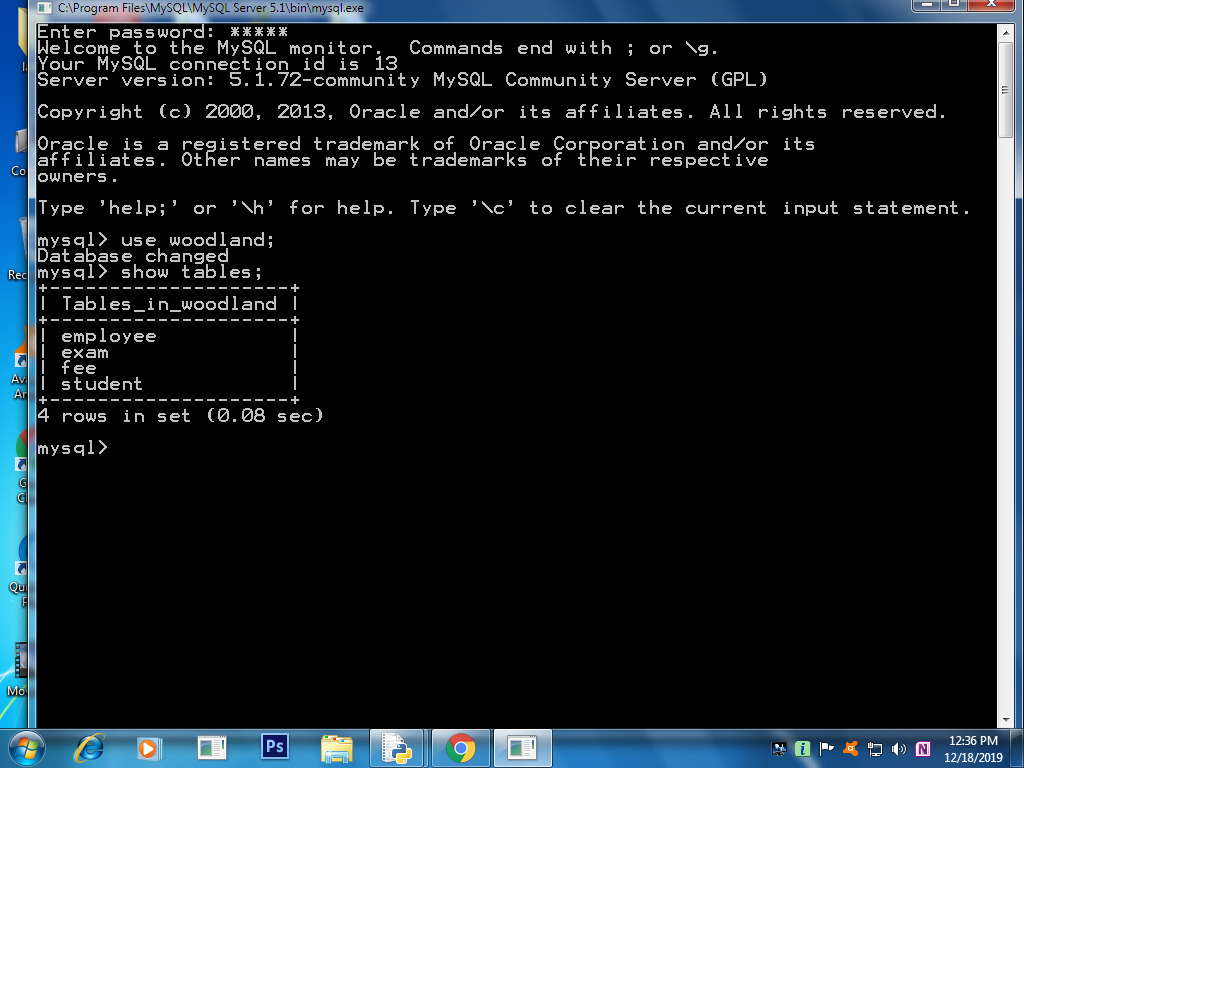 C:\Program Files\MySQL\MySQL Server 5.1\bin\mysql.exe
Enter password: *****
Welcome to the MySQL monitor.  Commands end with ; or \g.
Your MySQL connection id is 13
Server version: 5.1.72-community MySQL Community Server (GPL)
Copyright (c) 2000, 2013, Oracle and/or its affiliates. All rights reserved.
Oracle is a registered trademark of Oracle Corporation and/or its
affiliates. Other names may be trademarks of their respective
owners.
Type 'help;' or '\h' for help. Type '\c' to clear the current input statement.
mysql> use woodland;
Database changed
mysql> show tables;
+--------------------+
| Tables_in_woodland |
+--------------------+
| employee           |
| exam               |
| fee                |
| student            |
+--------------------+
4 rows in set (0.08 sec)
mysql>
Ps
12:36 PM
12/18/2019